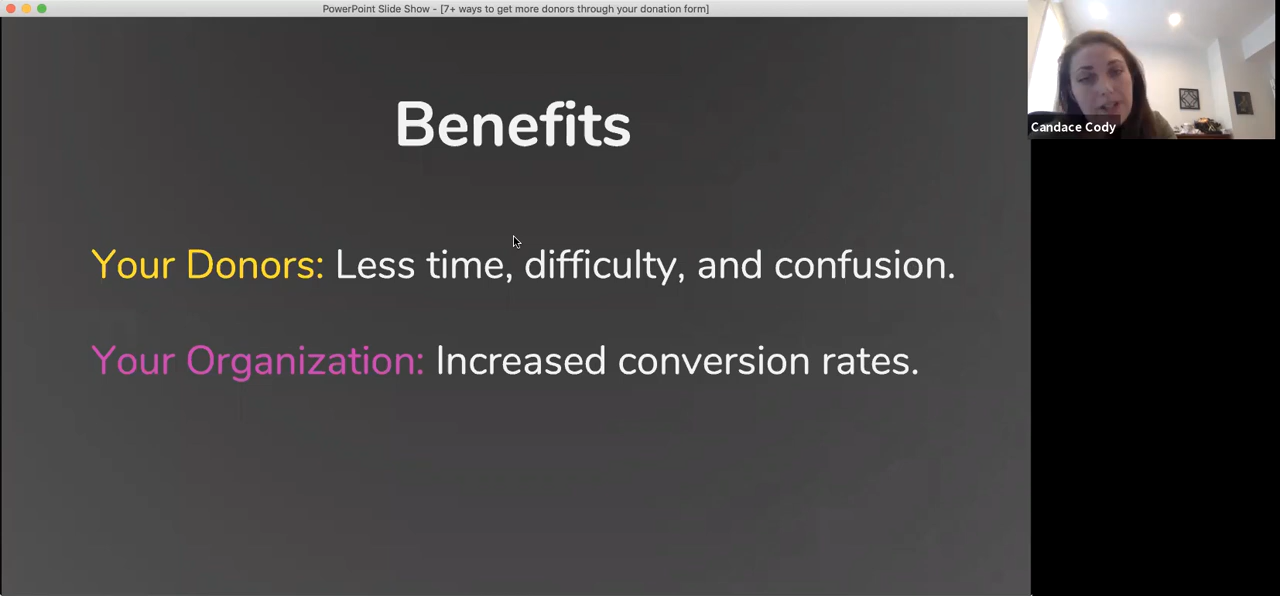 PowerPoint Slide Show - [7+ ways to get more donors through your donation form]
Benefits
Your Donors: Less time, difficulty, and confusion.
Your Organization: Increased conversion rates.
Candace Cody